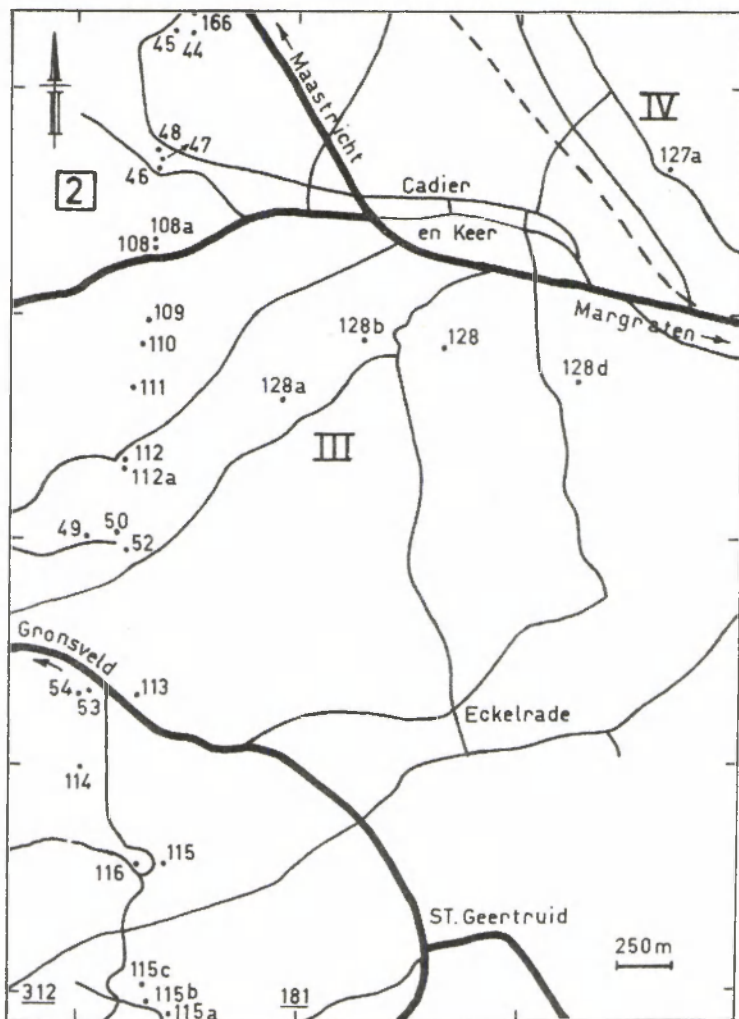 166
45
44
Maastricht
IV
48
47
46
127a
2
Cadier
en Keer
108a
108
109
Margraten
110
128b
128
128d
111
128a
III
112
112a
49
50
52
Gronsveld
54
53
113
Eckelrade
114
116
115
ST. Geertruid
250m
115c
115b
115a
312
181